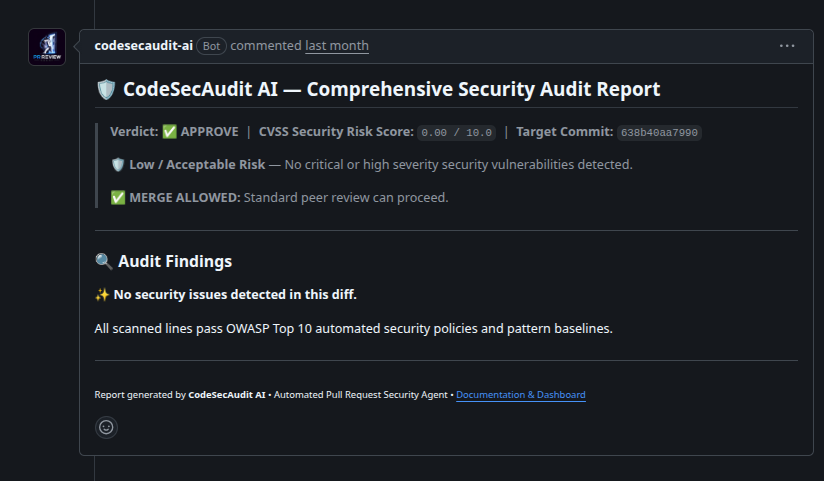 PR REVIEW
codesecaudit-ai Bot commented last month
🛡️ CodeSecAudit AI — Comprehensive Security Audit Report
Verdict: ✅ APPROVE | CVSS Security Risk Score: 0.00 / 10.0 | Target Commit: 638b40aa7990
🛡️ Low / Acceptable Risk — No critical or high severity security vulnerabilities detected.
✅ MERGE ALLOWED: Standard peer review can proceed.
🔍 Audit Findings
✨ No security issues detected in this diff.
All scanned lines pass OWASP Top 10 automated security policies and pattern baselines.
Report generated by CodeSecAudit AI • Automated Pull Request Security Agent • Documentation & Dashboard